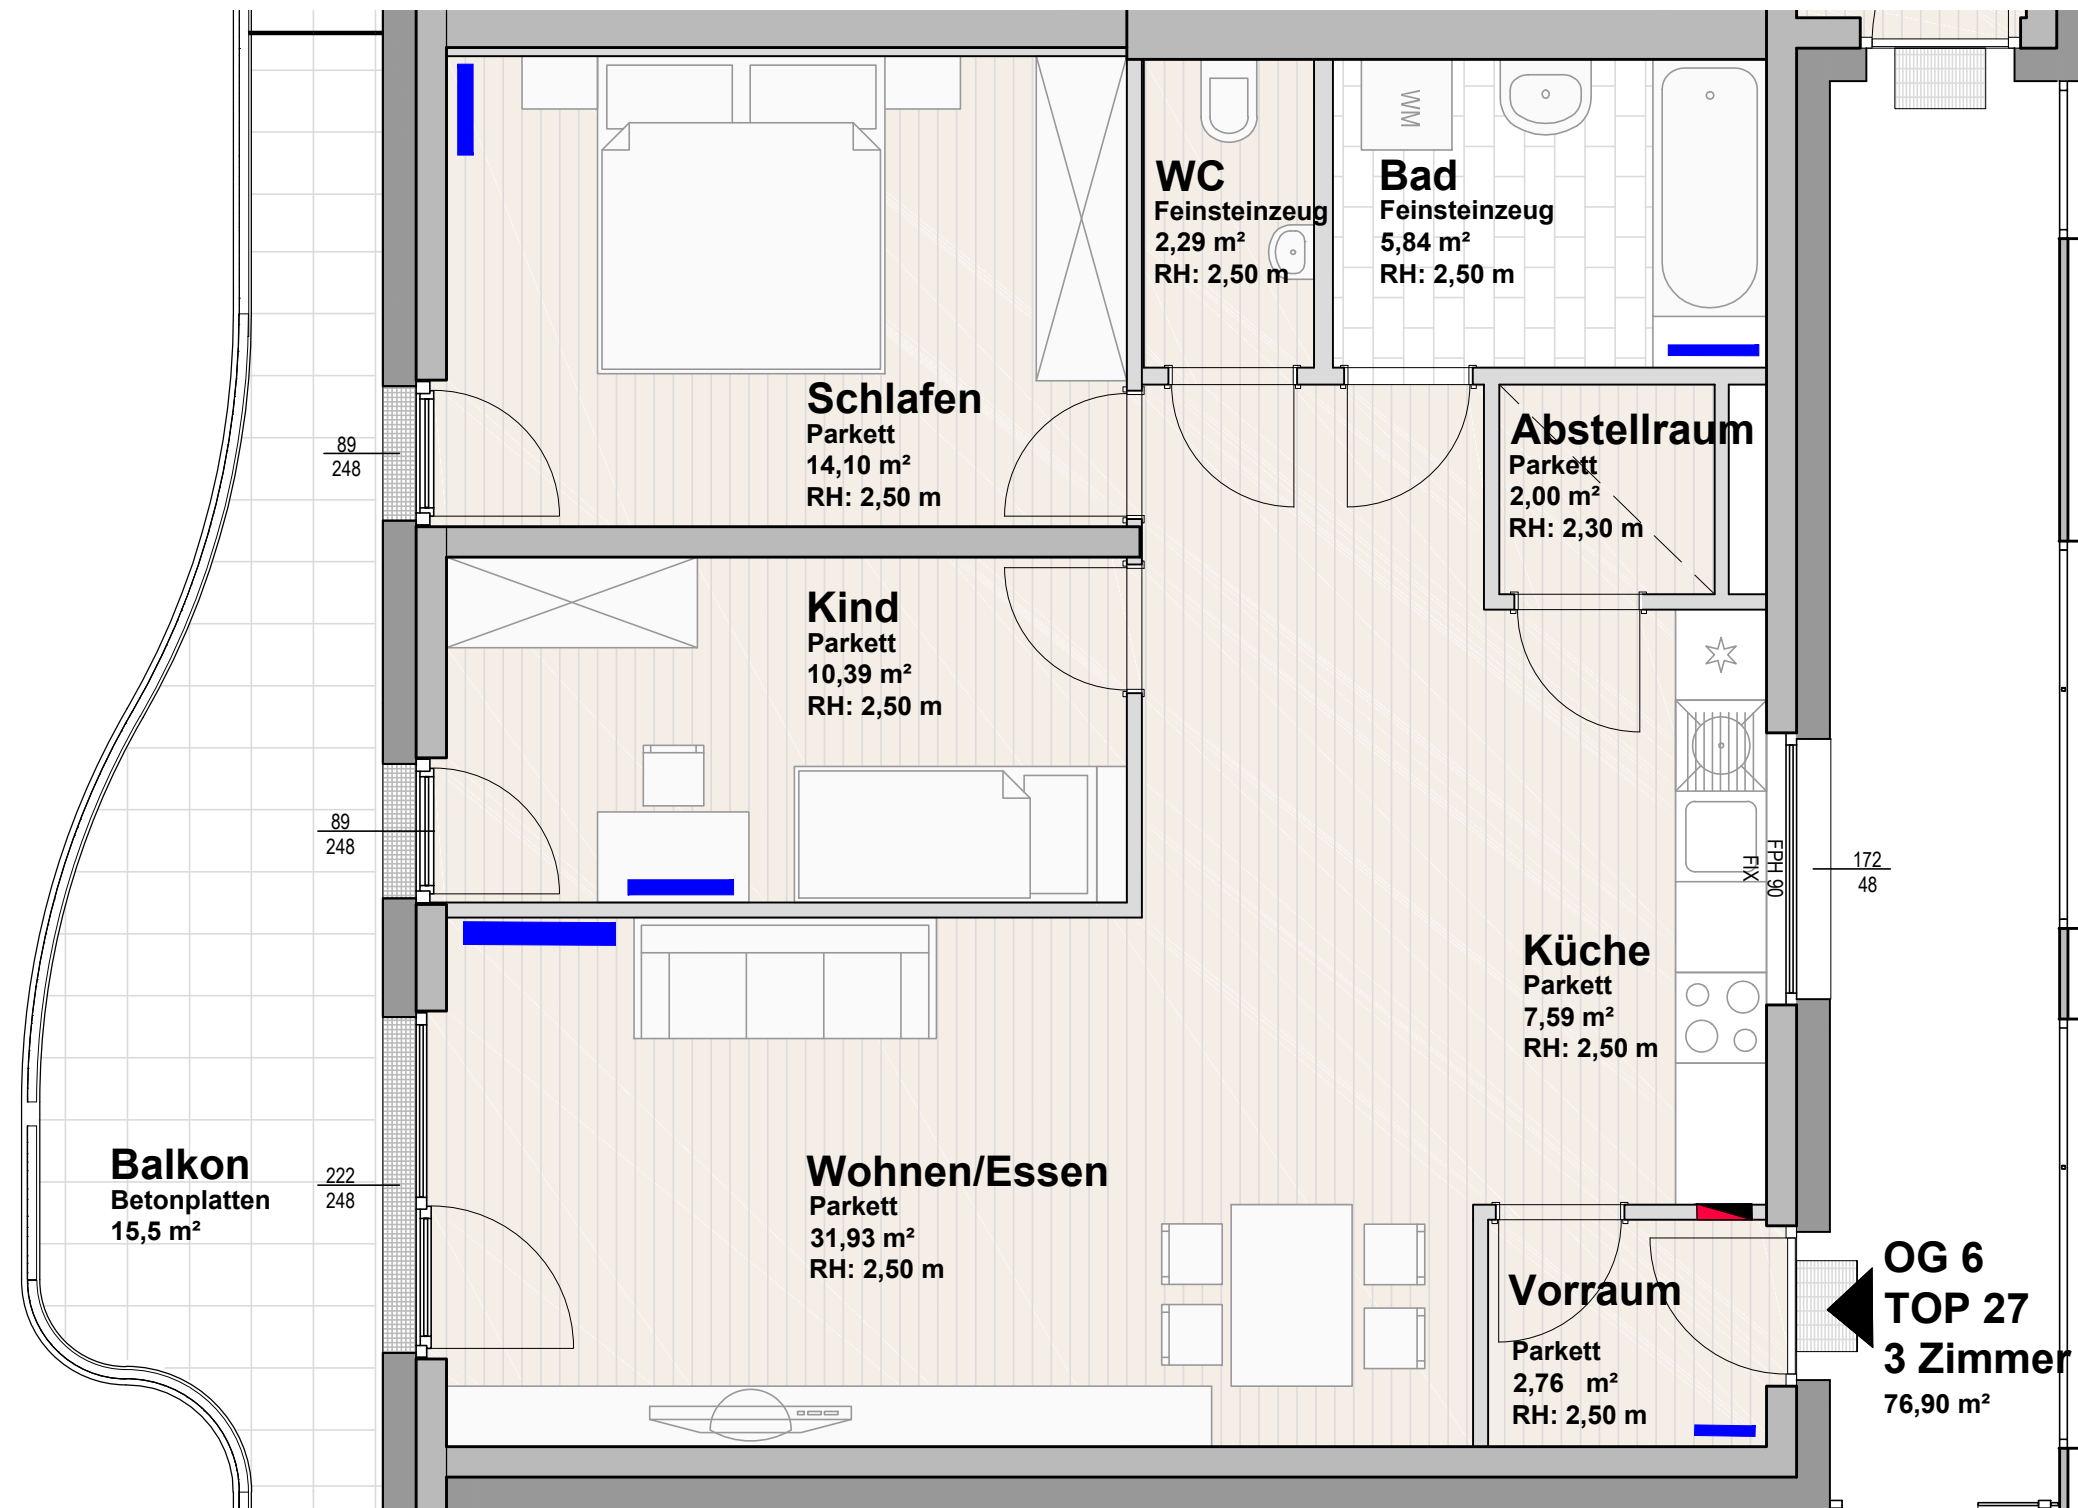 WC
Feinsteinzeug
2,29 m²
RH: 2,50 m
WM
Bad
Feinsteinzeug
5,84 m²
RH: 2,50 m
Schlafen
Parkett
14,10 m²
RH: 2,50 m
Abstellraum
Parkett
2,00 m²
RH: 2,30 m
89
248
Kind
Parkett
10,39 m²
RH: 2,50 m
89
248
FPH 90
FIX
172
48
Küche
Parkett
7,59 m²
RH: 2,50 m
Balkon
Betonplatten
15,5 m²
222
248
Wohnen/Essen
Parkett
31,93 m²
RH: 2,50 m
Vorraum
Parkett
2,76 m²
RH: 2,50 m
OG 6
TOP 27
3 Zimmer
76,90 m²